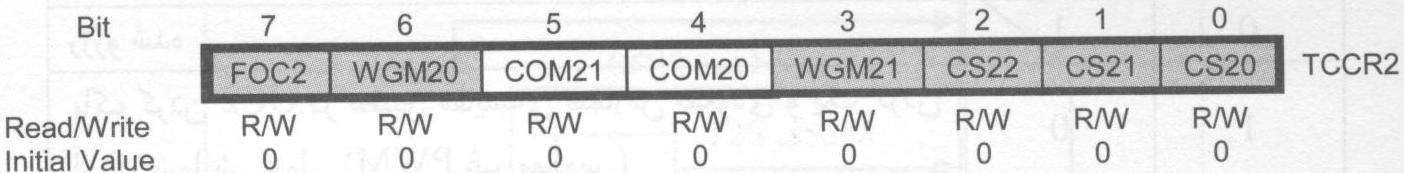 Bit 7 6 5 4 3 2 1 0
FOC2 WGM20 COM21 COM20 WGM21 CS22 CS21 CS20 TCCR2
Read/Write R/W R/W R/W R/W R/W R/W R/W R/W
Initial Value 0 0 0 0 0 0 0 0